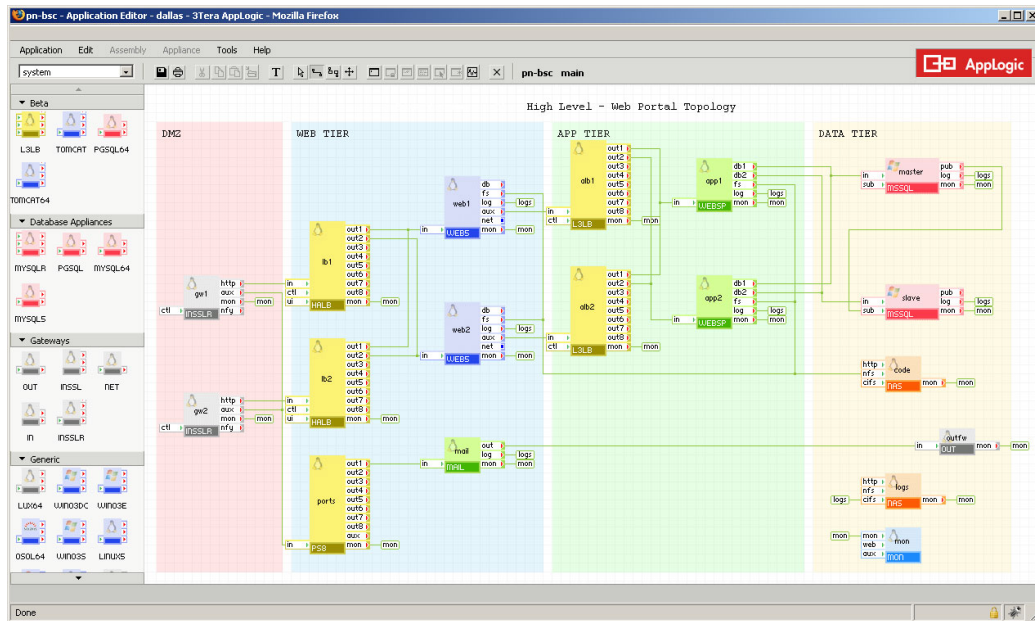 pn-bsc - Application Editor - dallas - 3Tera AppLogic - Mozilla Firefox
Application Edit Assembly Appliance Tools Help
system
T
pn-bsc main
AppLogic
Beta
L3LB TOMCAT PGSQL64
TOMCAT64
Database Appliances
MYSQLR PGSQL MYSQL64
MYSQL5
Gateways
OUT INSSL NET
IN INSSLR
Generic
LUX64 WIN03DC WIN03E
OSOL64 WIN03S LINUX5
High Level - Web Portal Topology
DMZ
gw1
http
aux
mon mon
ctl INSSLR nfy
gw2
http
aux
mon mon
ctl INSSLR nfy
WEB TIER
lb1
out1
out2
out3
out4
out5
out6
in out7
ctl out8
ui HALB mon mon
lb2
out1
out2
out3
out4
out5
out6
in out7
ctl out8
ui HALB mon mon
ports
out1
out2
out3
out4
out5
out6
out7
out8
aux
in PS8 mon mon
web1
db
fs
log logs
aux
net
in WEB5 mon mon
web2
db
fs
log logs
aux
net
in WEB5 mon mon
mail
out
log logs
in MAIL mon mon
APP TIER
alb1
out1
out2
out3
out4
out5
out6
out7
in out8
ctl L3LB mon mon
alb2
out1
out2
out3
out4
out5
out6
out7
in out8
ctl L3LB mon mon
app1
db1
db2
fs
log logs
in WEBSP mon mon
app2
db1
db2
fs
log logs
in WEBSP mon mon
DATA TIER
master
pub
in log logs
sub MSSQL mon mon
slave
pub
in log logs
sub MSSQL mon mon
code
http
nfs
cifs NAS mon mon
outfw
in OUT mon mon
logs
http
nfs
logs cifs NAS mon mon
mon
mon mon
web
aux MON
Done